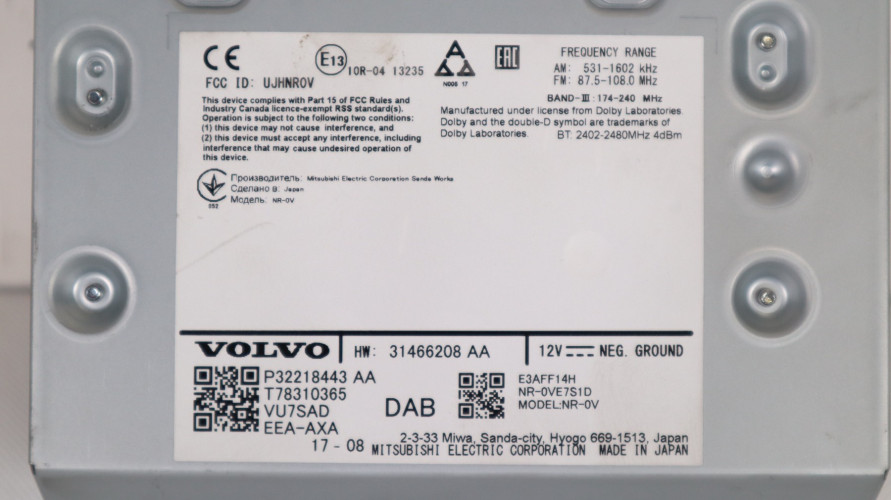 CE
E13
10R-04 13235
A
N006 17
EAC
FREQUENCY RANGE
AM: 531-1602 kHz
FM: 87.5-108.0 MHz
BAND-III:174-240 MHz
FCC ID: UJHNR0V
This device complies with Part 15 of FCC Rules and
Industry Canada licence-exempt RSS standard(s).
Operation is subject to the following two conditions:
(1) this device may not cause interference, and
(2) this device must accept any interference, including
interference that may cause undesired operation of
this device.
Manufactured under license from Dolby Laboratories.
Dolby and the double-D symbol are trademarks of
Dolby Laboratories.
BT: 2402-2480MHz 4dBm
Производитель: Mitsubishi Electric Corporation Sanda Works
Сделано в: Japan
Модель: NR-0V
VOLVO
HW: 31466208 AA
12V NEG. GROUND
P32218443 AA
T78310365
VU7SAD
EEA-AXA
17-08
DAB
E3AFF14H
NR-0VE7S1D
MODEL:NR-0V
2-3-33 Miwa, Sanda-city, Hyogo 669-1513, Japan
MITSUBISHI ELECTRIC CORPORATION MADE IN JAPAN